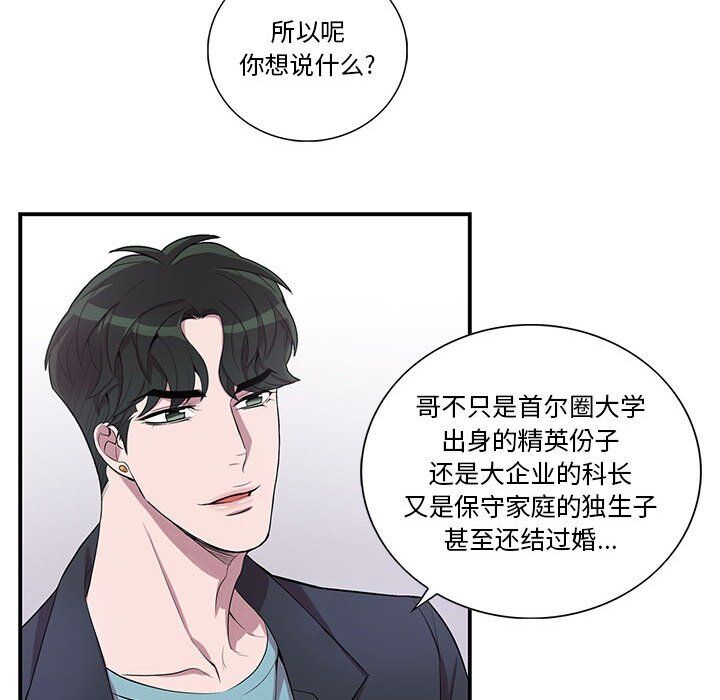 所以呢
你想说什么?
哥不只是首尔圈大学
出身的精英份子
还是大企业的科长
又是保守家庭的独生子
甚至还结过婚...